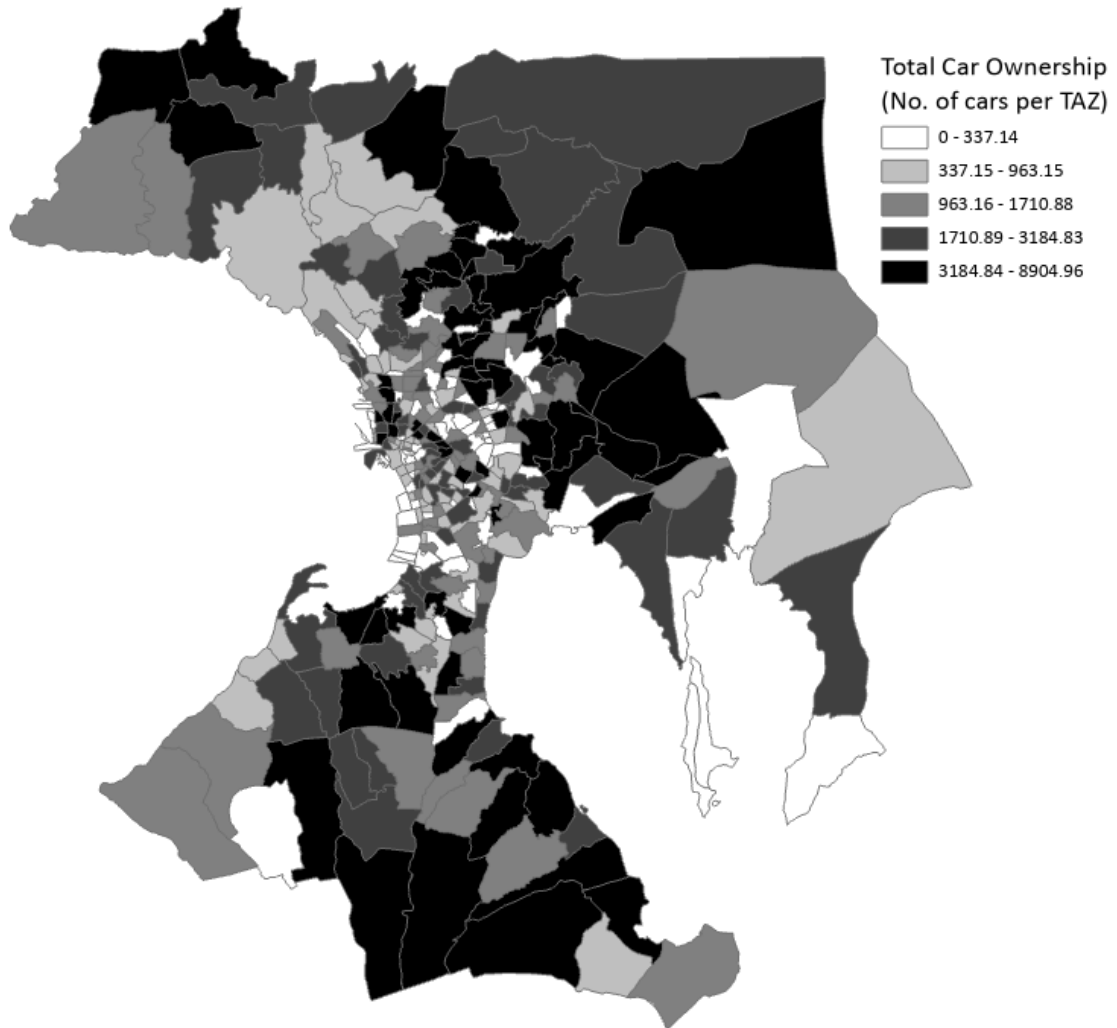 Total Car Ownership
(No. of cars per TAZ)
0 - 337.14
337.15 - 963.15
963.16 - 1710.88
1710.89 - 3184.83
3184.84 - 8904.96